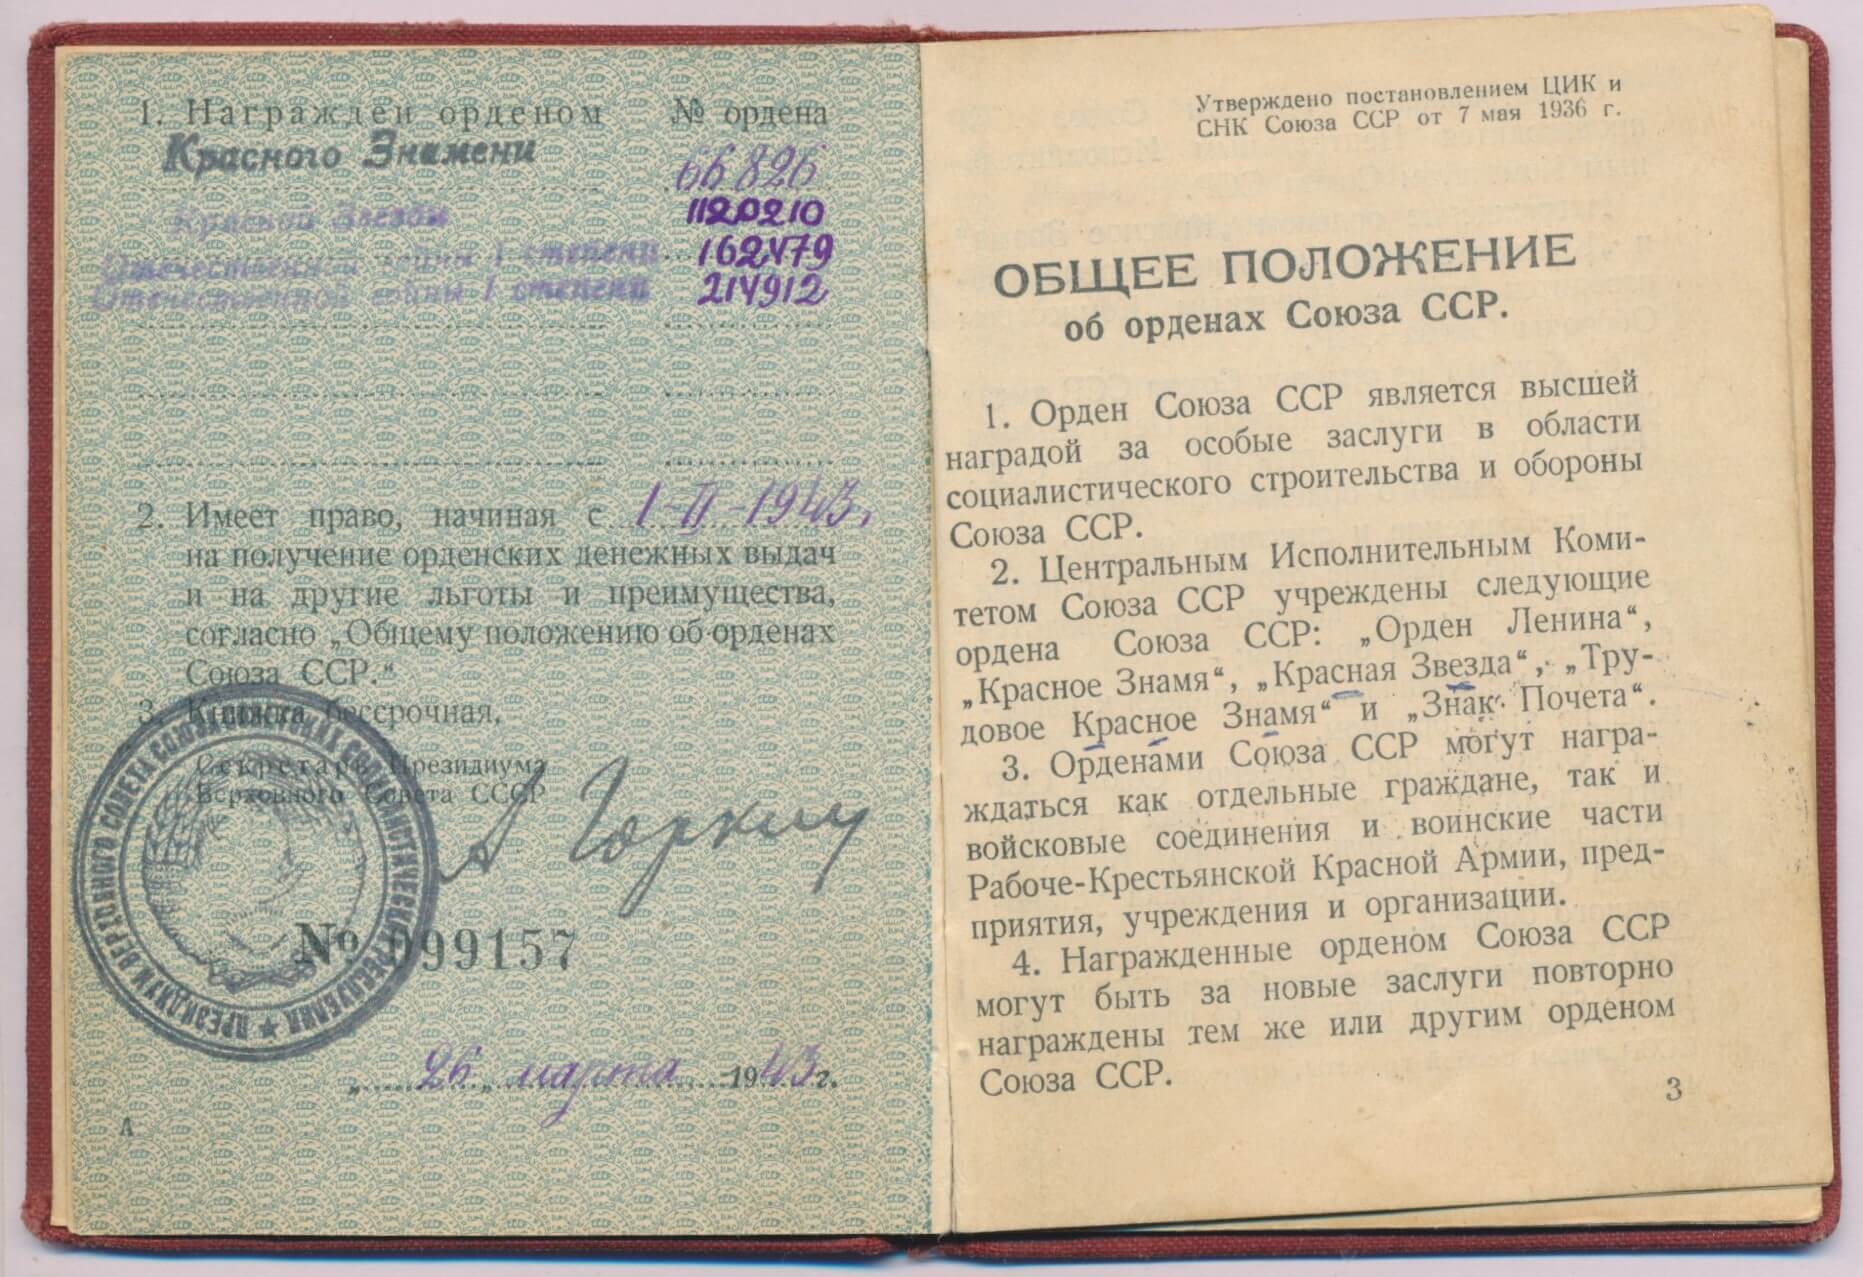 1. Награжден орденом № ордена
Красного Знамени 66826
Красной Звезды 1120210
Отечественной войны I степени 162479
Отечественной войны I степени 214912
2. Имеет право, начиная с 1-II-1943 г.
на получение орденских денежных выдач
и на другие льготы и преимущества,
согласно „Общему положению об орденах
Союза ССР.“
3. Книжка бессрочная.
Секретарь Президиума
Верховного Совета СССР
А Горкин
ПРЕЗИДИУМ ВЕРХОВНОГО СОВЕТА СОЮЗА СОВЕТСКИХ СОЦИАЛИСТИЧЕСКИХ РЕСПУБЛИК
№ 099157
„ 26 „ марта 1943 г.
А
Утверждено постановлением ЦИК и
СНК Союза ССР от 7 мая 1936 г.
ОБЩЕЕ ПОЛОЖЕНИЕ
об орденах Союза ССР.
1. Орден Союза ССР является высшей
наградой за особые заслуги в области
социалистического строительства и обороны
Союза ССР.
2. Центральным Исполнительным Коми-
тетом Союза ССР учреждены следующие
ордена Союза ССР: „Орден Ленина“,
„Красное Знамя“, „Красная Звезда“, „Тру-
довое Красное Знамя“ и „Знак Почета“.
3. Орденами Союза ССР могут награ-
ждаться как отдельные граждане, так и
войсковые соединения и воинские части
Рабоче-Крестьянской Красной Армии, пред-
приятия, учреждения и организации.
4. Награжденные орденом Союза ССР
могут быть за новые заслуги повторно
награждены тем же или другим орденом
Союза ССР.
3